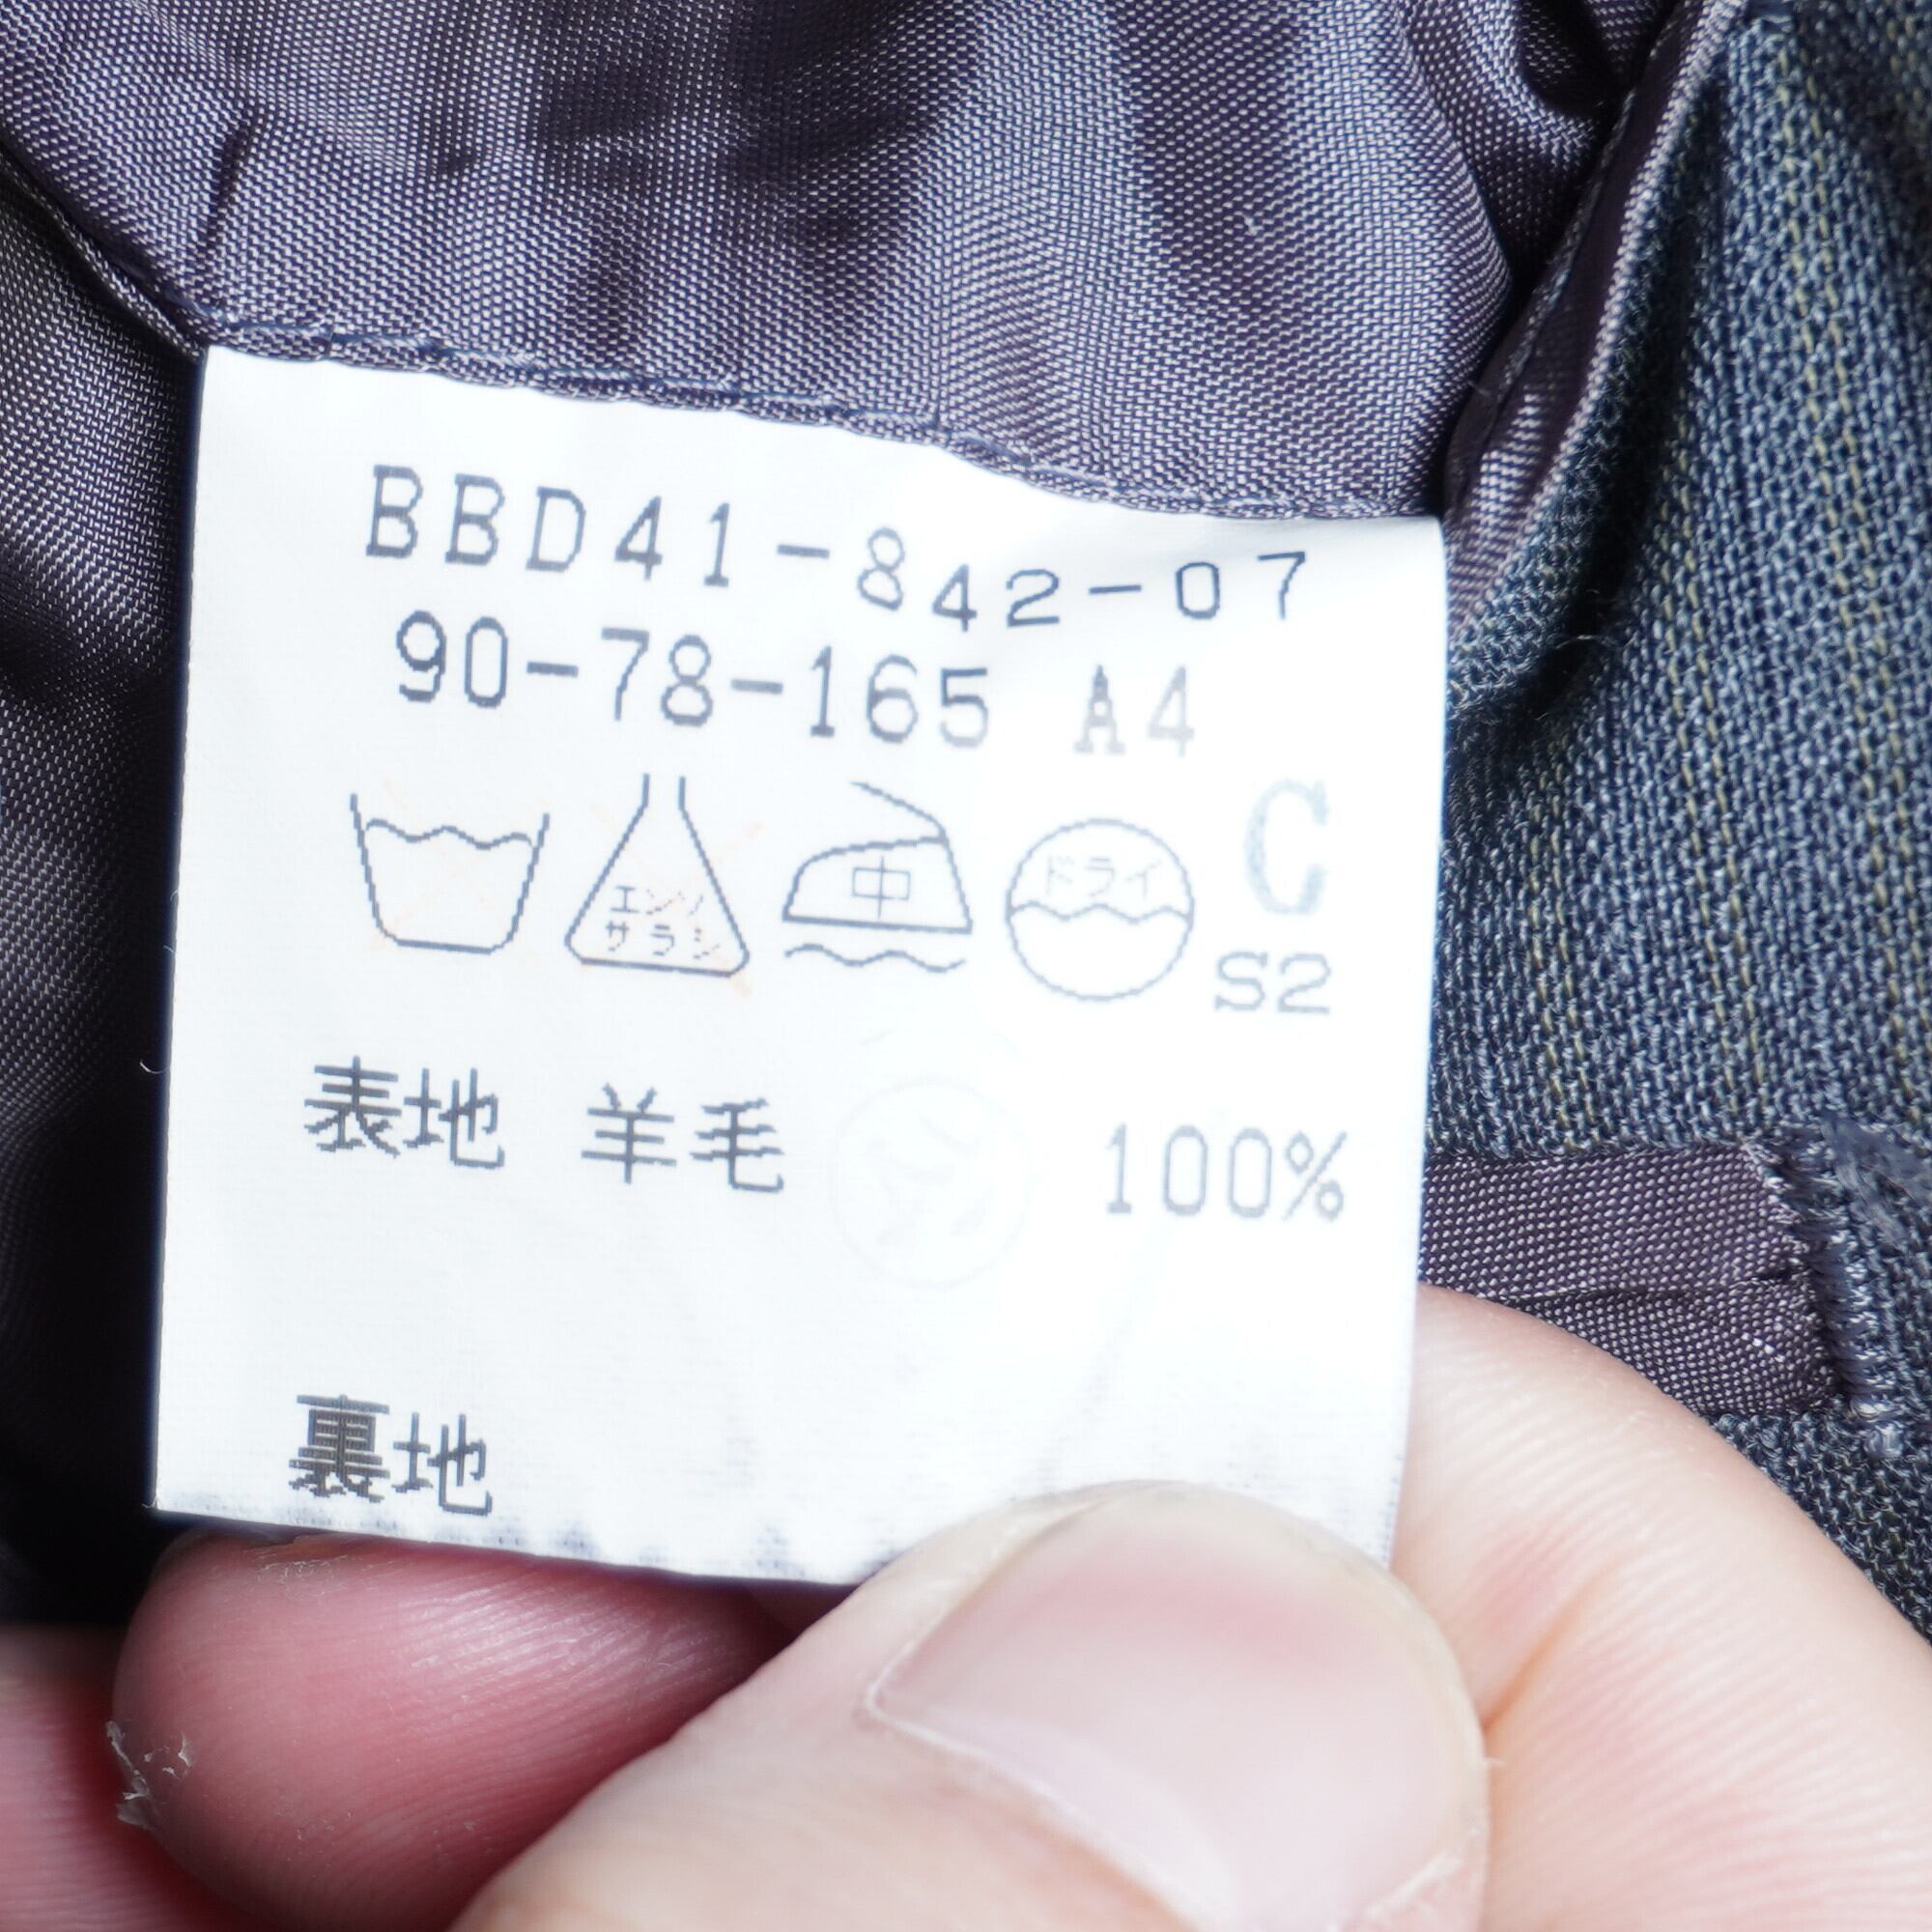 BBD41-842-07
90-78-165 A4
エンソ
サラシ
中
ドライ
C
S2
表地 羊毛 100%
裏地